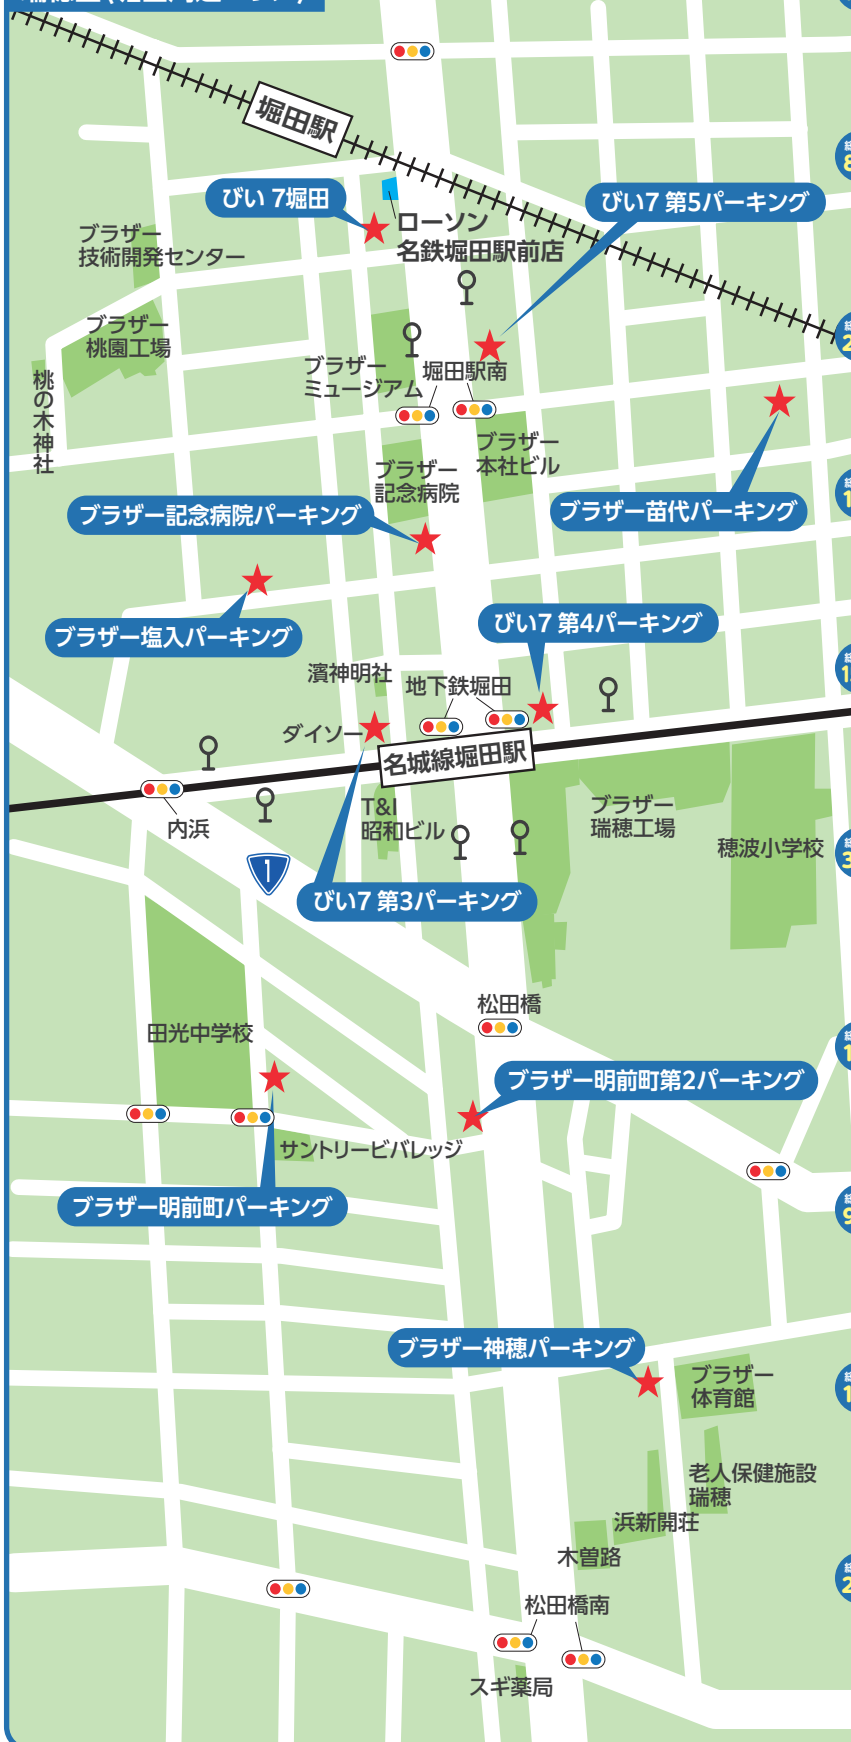 堀田駅
びい7堀田
びい7 第5パーキング
ローソン
名鉄堀田駅前店
ブラザー
技術開発センター
ブラザー
桃園工場
桃の木神社
ブラザー
ミュージアム
堀田駅南
ブラザー
本社ビル
ブラザー
記念病院
ブラザー記念病院パーキング
ブラザー苗代パーキング
ブラザー塩入パーキング
びい7 第4パーキング
濱神明社
地下鉄堀田
ダイソー
名城線堀田駅
T&I
昭和ビル
ブラザー
瑞穂工場
内浜
穂波小学校
1
びい7 第3パーキング
松田橋
田光中学校
ブラザー明前町第2パーキング
サントリービバレッジ
ブラザー明前町パーキング
ブラザー神穂パーキング
ブラザー
体育館
老人保健施設
瑞穂
浜新開荘
木曽路
松田橋南
スギ薬局